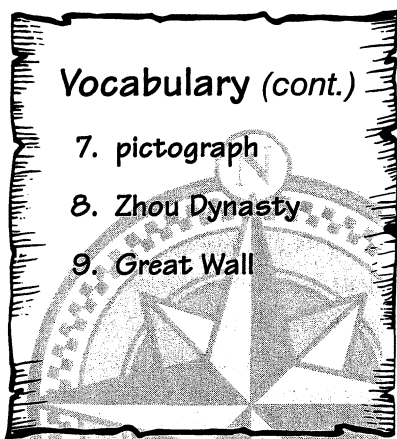 Vocabulary (cont.)
7. pictograph
N
8. Zhou Dynasty
9. Great Wall